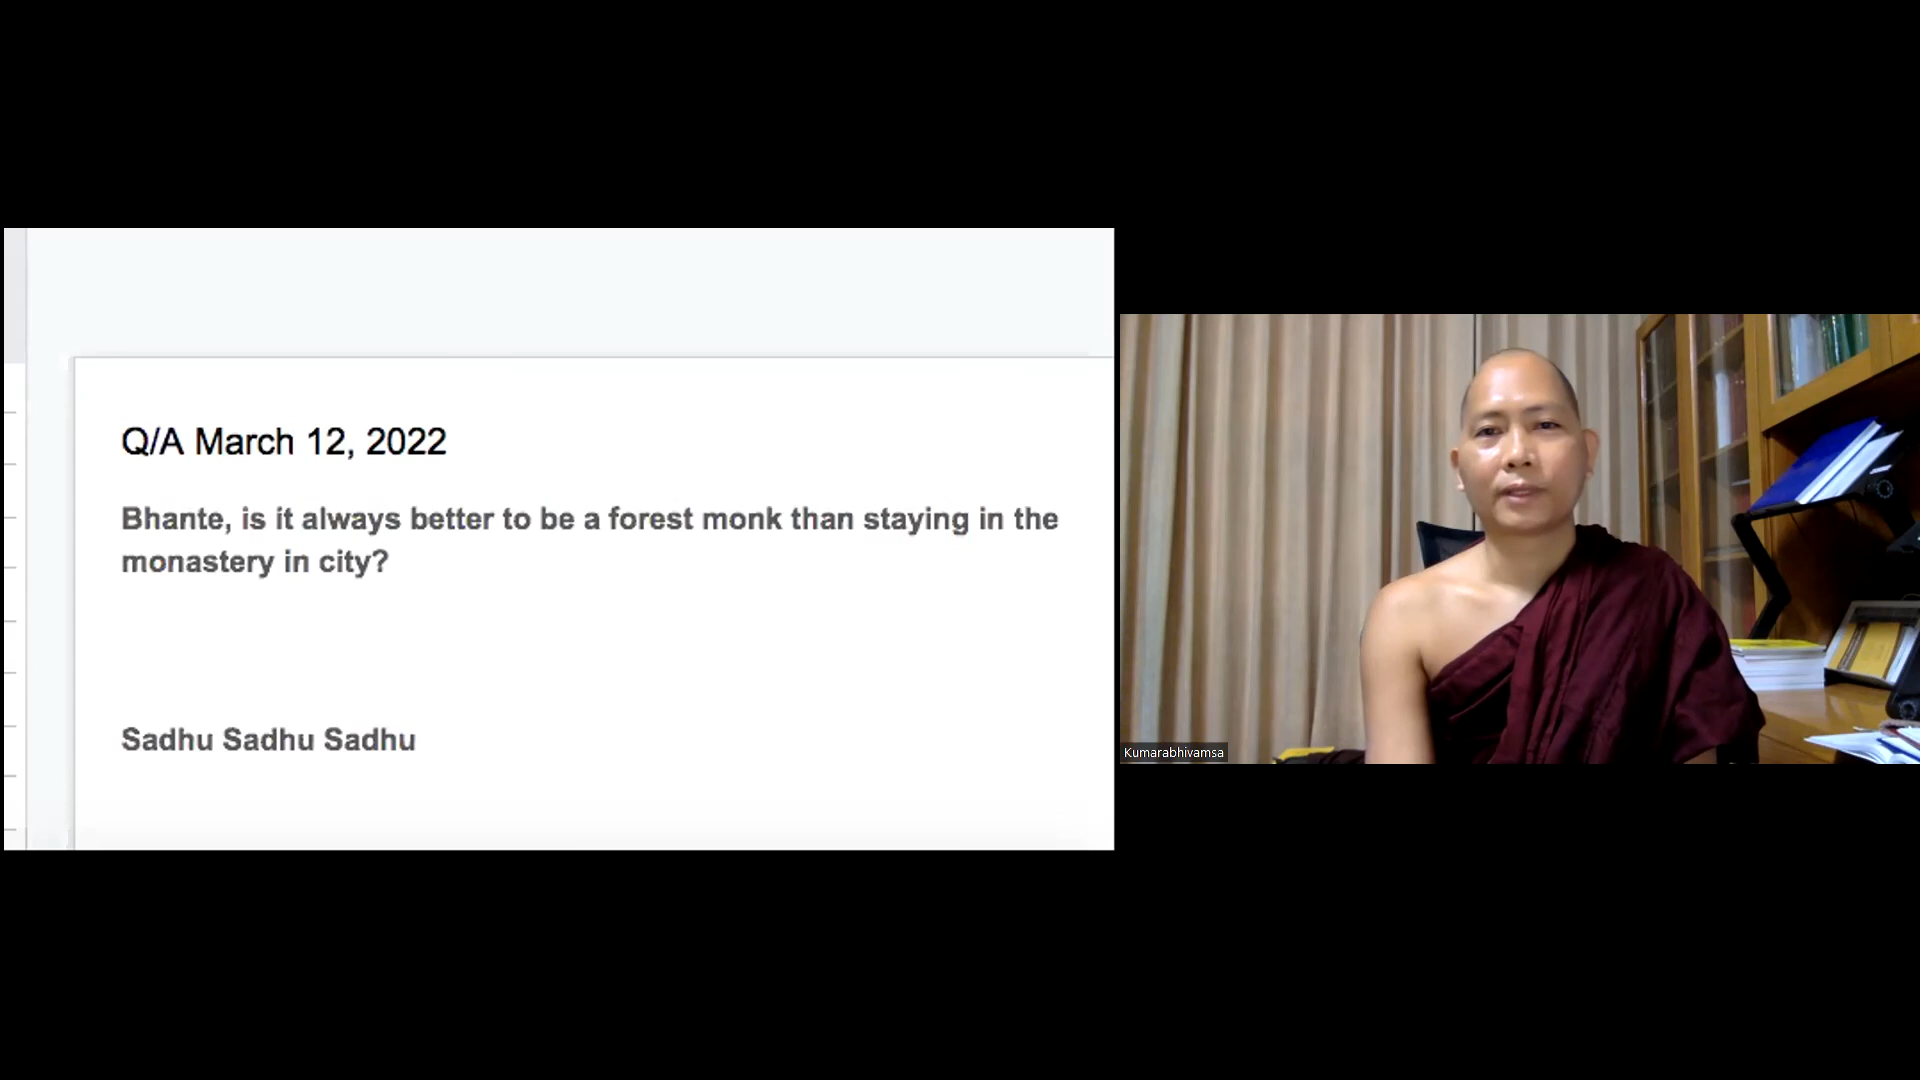 Q/A March 12, 2022
Bhante, is it always better to be a forest monk than staying in the
monastery in city?
Sadhu Sadhu Sadhu
Kumarabhivamsa